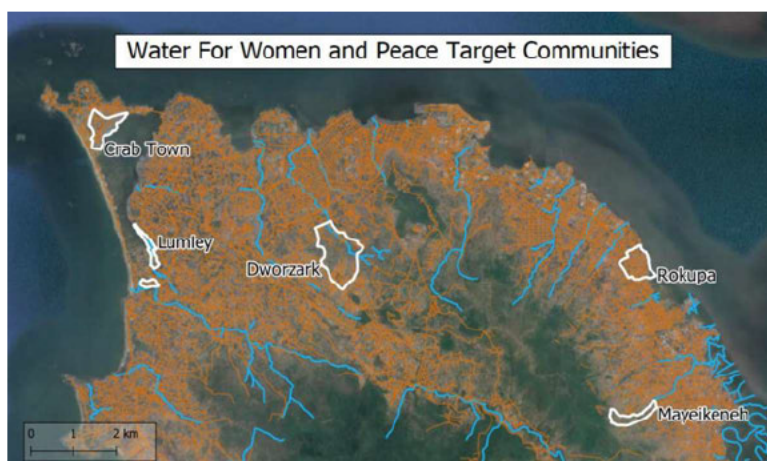 Water For Women and Peace Target Communities
Crab Town
Lumley
Dworzark
Rokupa
Mayeikeneh
0 1 2 km